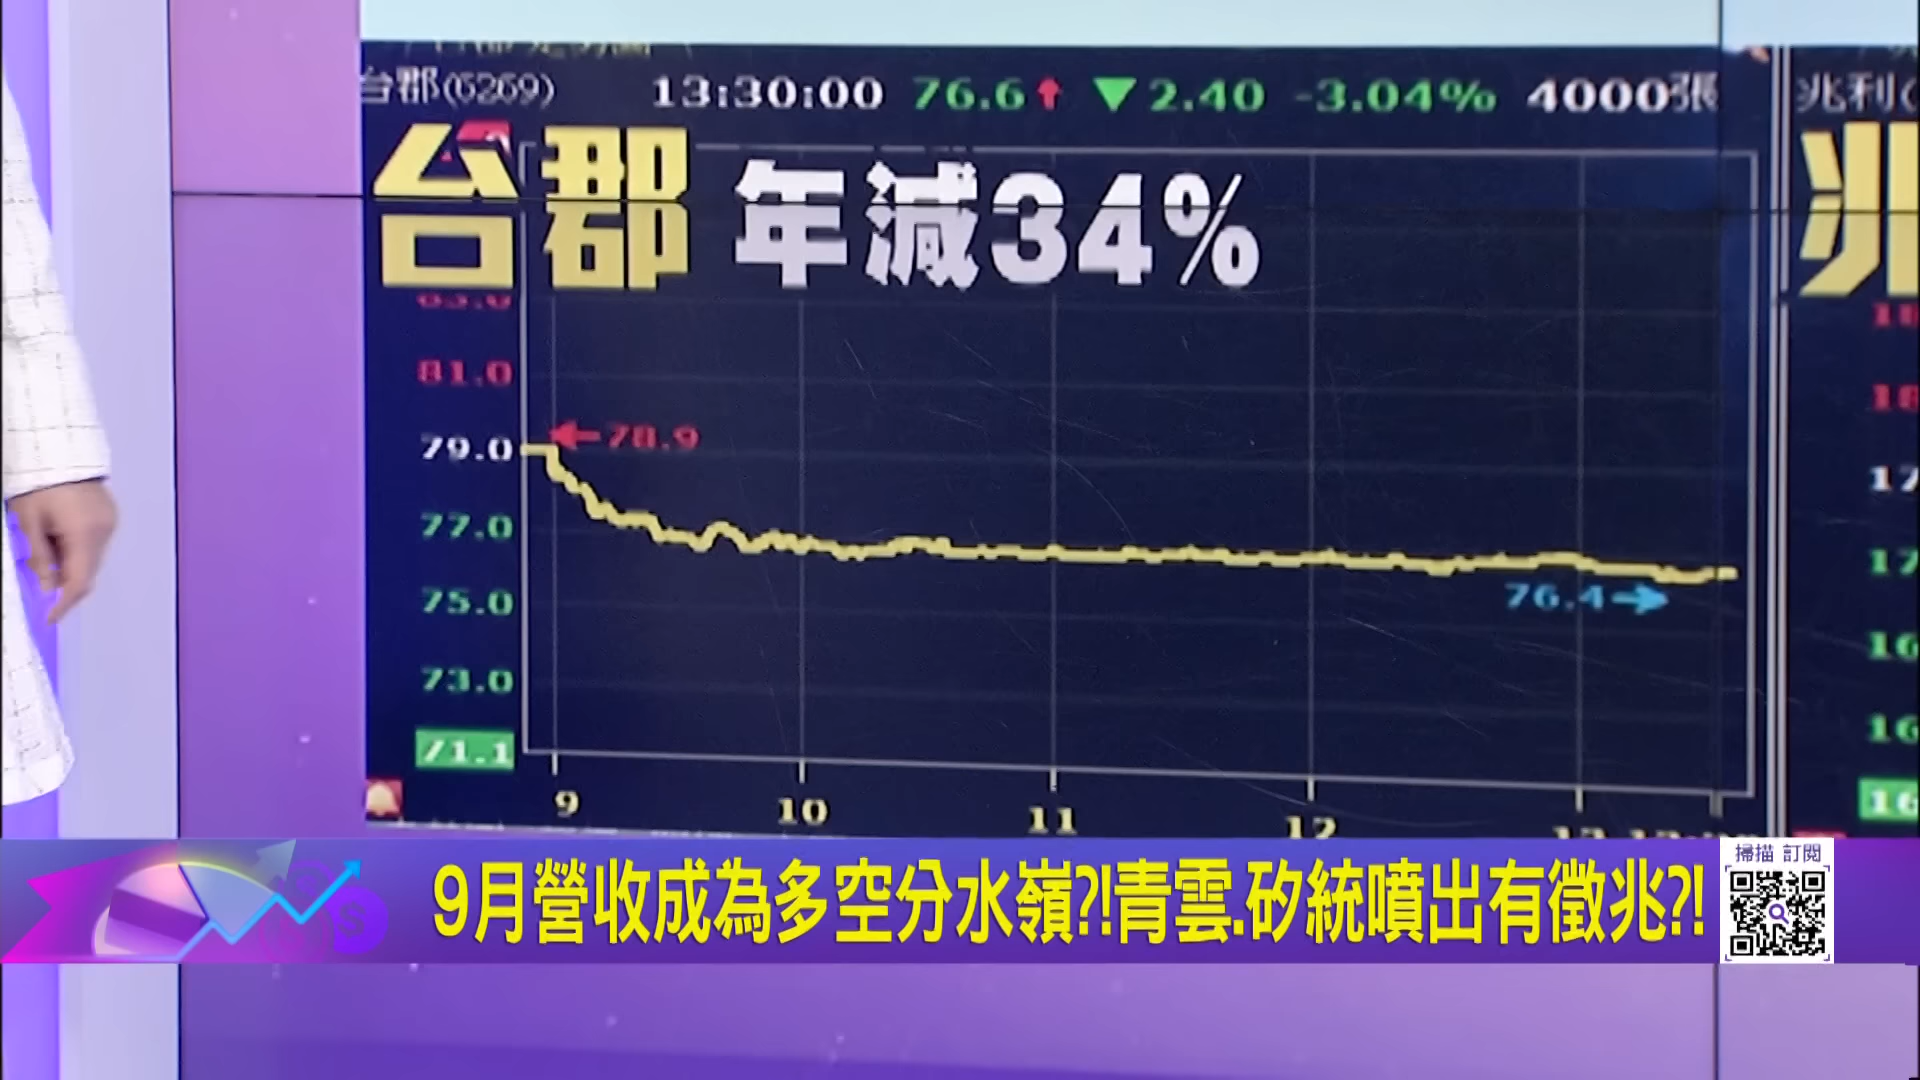 台郡(6269) 13:30:00 76.6 ▼2.40 -3.04% 4000張
兆利(
台郡 年減34%
兆
83.0
81.0
79.0
78.9
77.0
76.4
75.0
73.0
71.1
9 10 11 12
9月營收成為多空分水嶺?!青雲.矽統噴出有徵兆?!
掃描 訂閱